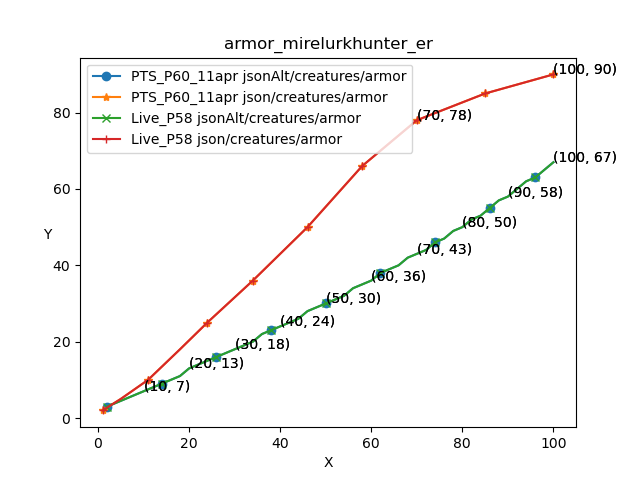 armor_mirelurkhunter_er
PTS_P60_11apr jsonAlt/creatures/armor
PTS_P60_11apr json/creatures/armor
Live_P58 jsonAlt/creatures/armor
Live_P58 json/creatures/armor
(100, 90)
(70, 78)
(100, 67)
(90, 58)
(80, 50)
(70, 43)
(60, 36)
(50, 30)
(40, 24)
(30, 18)
(20, 13)
(10, 7)
Y
80
60
40
20
0
0 20 40 60 80 100
X